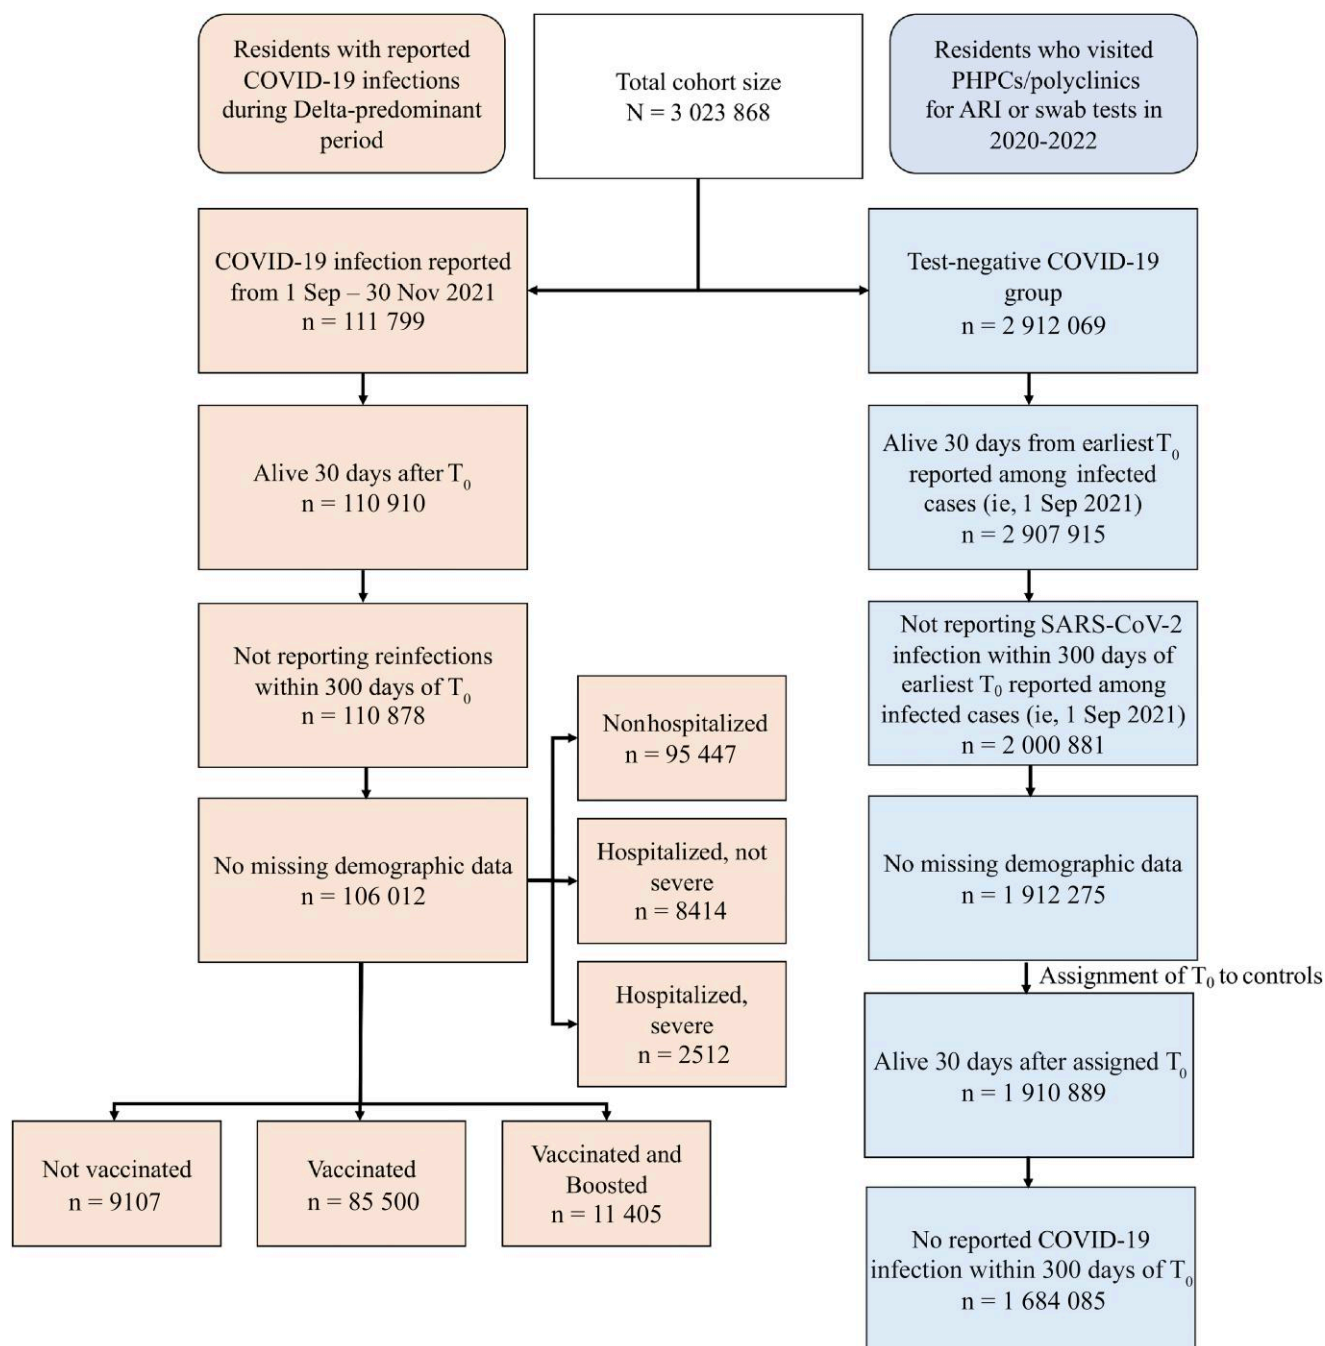 Residents with reported
COVID-19 infections
during Delta-predominant
period
Total cohort size
N = 3 023 868
Residents who visited
PHPCs/polyclinics
for ARI or swab tests in
2020-2022
COVID-19 infection reported
from 1 Sep – 30 Nov 2021
n = 111 799
Test-negative COVID-19
group
n = 2 912 069
Alive 30 days after T₀
n = 110 910
Alive 30 days from earliest T₀
reported among infected
cases (ie, 1 Sep 2021)
n = 2 907 915
Not reporting reinfections
within 300 days of T₀
n = 110 878
Not reporting SARS-CoV-2
infection within 300 days of
earliest T₀ reported among
infected cases (ie, 1 Sep 2021)
n = 2 000 881
Nonhospitalized
n = 95 447
No missing demographic data
n = 106 012
Hospitalized, not
severe
n = 8414
No missing demographic data
n = 1 912 275
Hospitalized,
severe
n = 2512
Assignment of T₀ to controls
Alive 30 days after assigned T₀
n = 1 910 889
Not vaccinated
n = 9107
Vaccinated
n = 85 500
Vaccinated and
Boosted
n = 11 405
No reported COVID-19
infection within 300 days of T₀
n = 1 684 085